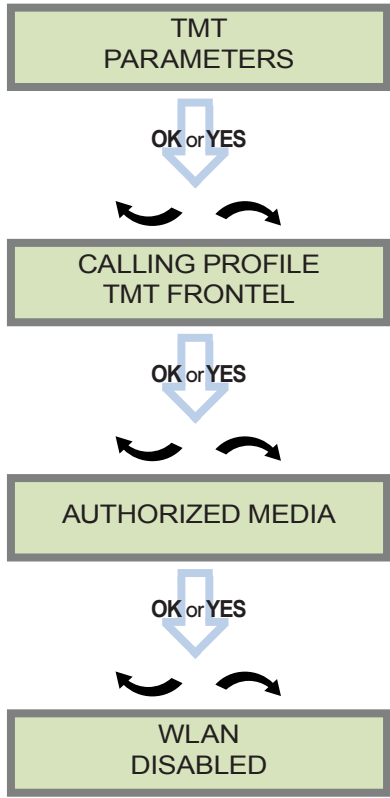 TMT
PARAMETERS
OK or YES
CALLING PROFILE
TMT FRONTEL
OK or YES
AUTHORIZED MEDIA
OK or YES
WLAN
DISABLED